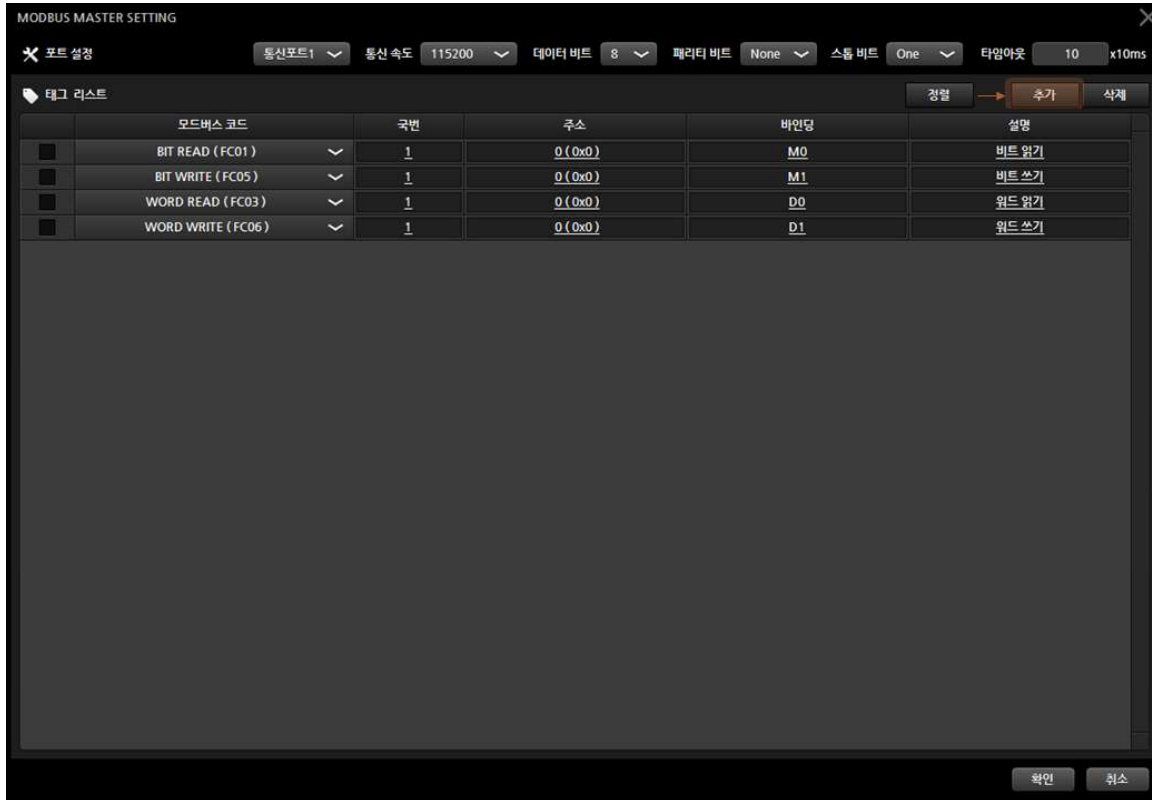 MODBUS MASTER SETTING
포트 설정 통신포트1 통신 속도 115200 데이터 비트 8 패리티 비트 None 스톱 비트 One 타임아웃 10 x10ms
태그 리스트 정렬 추가 삭제
모드버스 코드 국번 주소 바인딩 설명
BIT READ ( FC01 ) 1 0 ( 0x0 ) M0 비트 읽기
BIT WRITE ( FC05 ) 1 0 ( 0x0 ) M1 비트 쓰기
WORD READ ( FC03 ) 1 0 ( 0x0 ) D0 워드 읽기
WORD WRITE ( FC06 ) 1 0 ( 0x0 ) D1 워드 쓰기
확인 취소